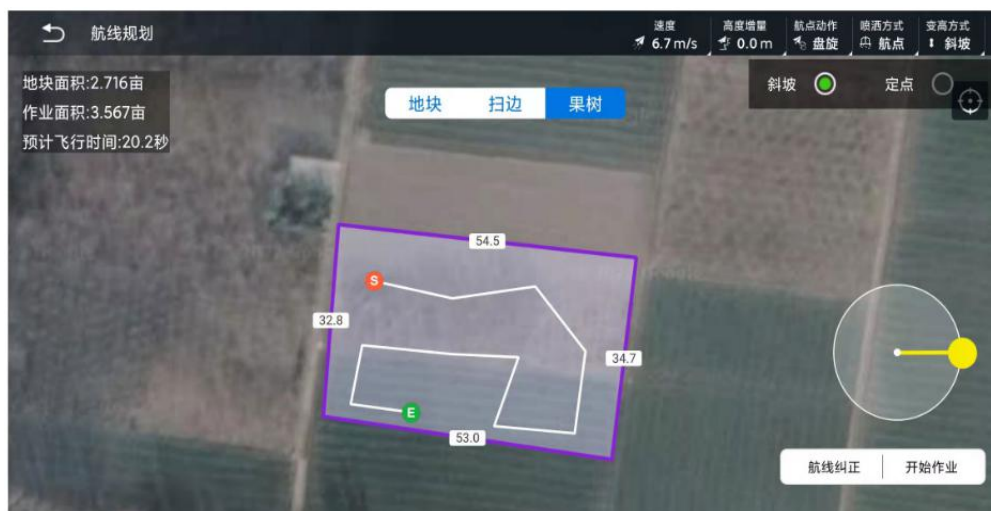 航线规划
速度 高度增量 航点动作 喷洒方式 变高方式
6.7m/s 0.0m 盘旋 航点 斜坡
地块面积:2.716亩
作业面积:3.567亩
预计飞行时间:20.2秒
地块 扫边 果树
斜坡 定点
54.5
S
32.8
34.7
E
53.0
航线纠正 开始作业